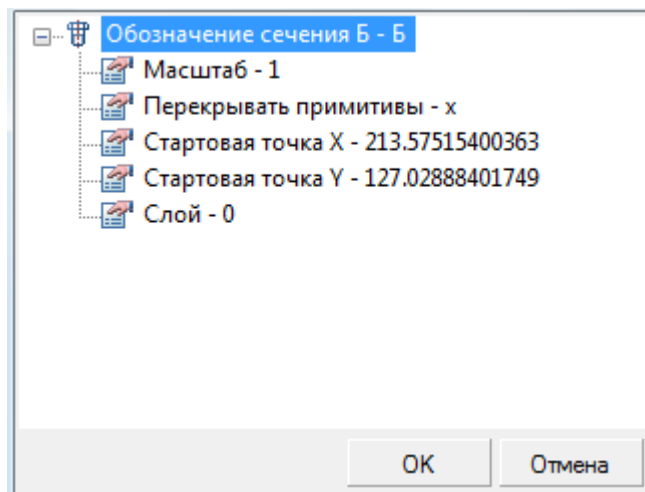 Обозначение сечения Б - Б
Масштаб - 1
Перекрывать примитивы - x
Стартовая точка X - 213.57515400363
Стартовая точка Y - 127.02888401749
Слой - 0
OK Отмена